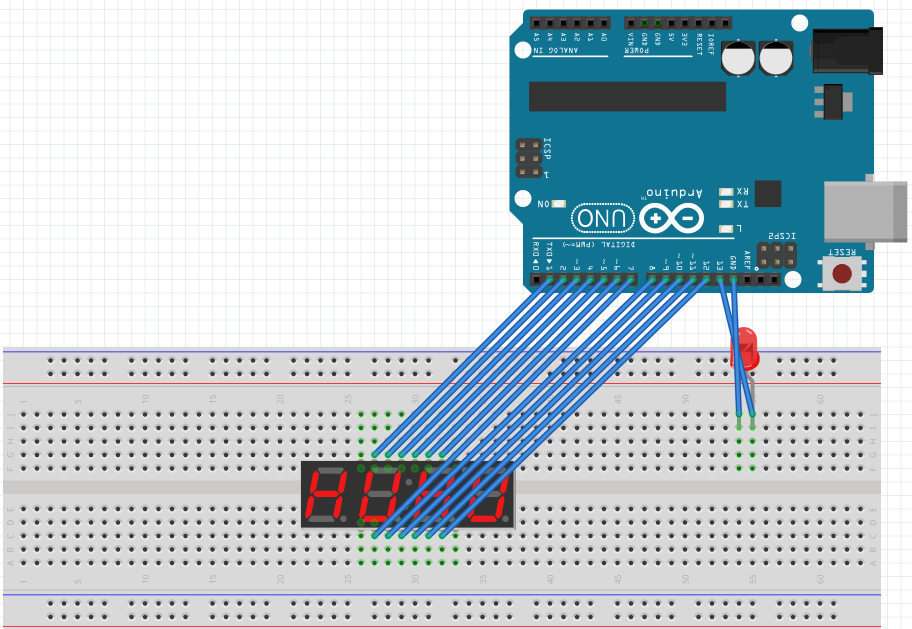 A5 A4 A3 A2 A1 A0 VIN GND GND 5V 3V3 RESET IOREF
ANALOG IN POWER
ICSP
1
RX
Arduino
ON UNO TX
L
DIGITAL (PWM=~) ICSP2
RX0◄0 TX0►1 2 ~3 4 ~5 ~6 7 8 ~9 ~10 ~11 12 13 GND AREF RESET
1 5 10 15 20 25 30 45 50 55 60
J J
I I
H H
G G
F F
E E
D D
C C
B B
A A
1 5 10 15 20 25 30 35 40 45 50 55 60